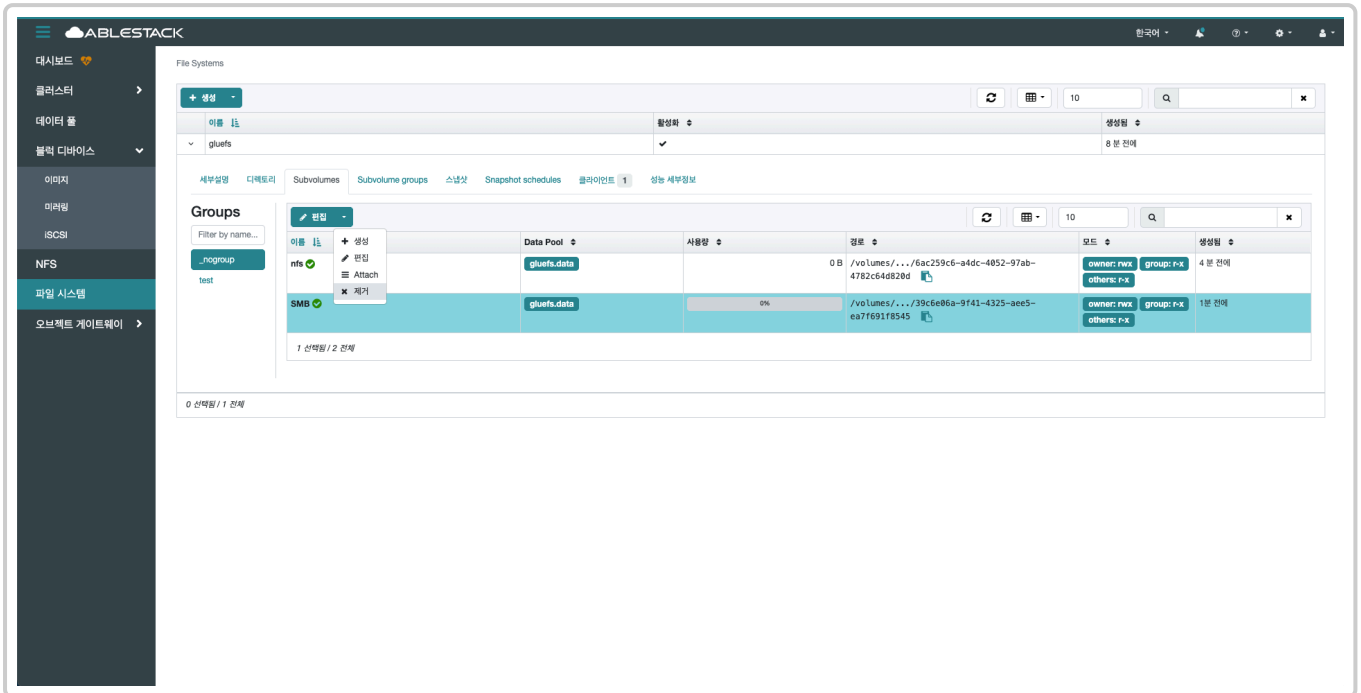 ABLESTACK
한국어
대시보드
클러스터
데이터 풀
블럭 디바이스
이미지
미러링
iSCSI
NFS
파일 시스템
오브젝트 게이트웨이
File Systems
+ 생성
10
이름 활성화 생성됨
gluefs 8 분 전에
세부설명 디렉토리 Subvolumes Subvolume groups 스냅샷 Snapshot schedules 클라이언트 1 성능 세부정보
Groups
Filter by name...
_nogroup
test
편집
10
이름 Data Pool 사용량 경로 모드 생성됨
+ 생성
편집
Attach
제거
nfs gluefs.data 0 B /volumes/.../6ac259c6-a4dc-4052-97ab-
4782c64d820d
owner: rwx group: r-x
others: r-x
4 분 전에
SMB gluefs.data 0% /volumes/.../39c6e06a-9f41-4325-aee5-
ea7f691f8545
owner: rwx group: r-x
others: r-x
1분 전에
1 선택됨 / 2 전체
0 선택됨 / 1 전체